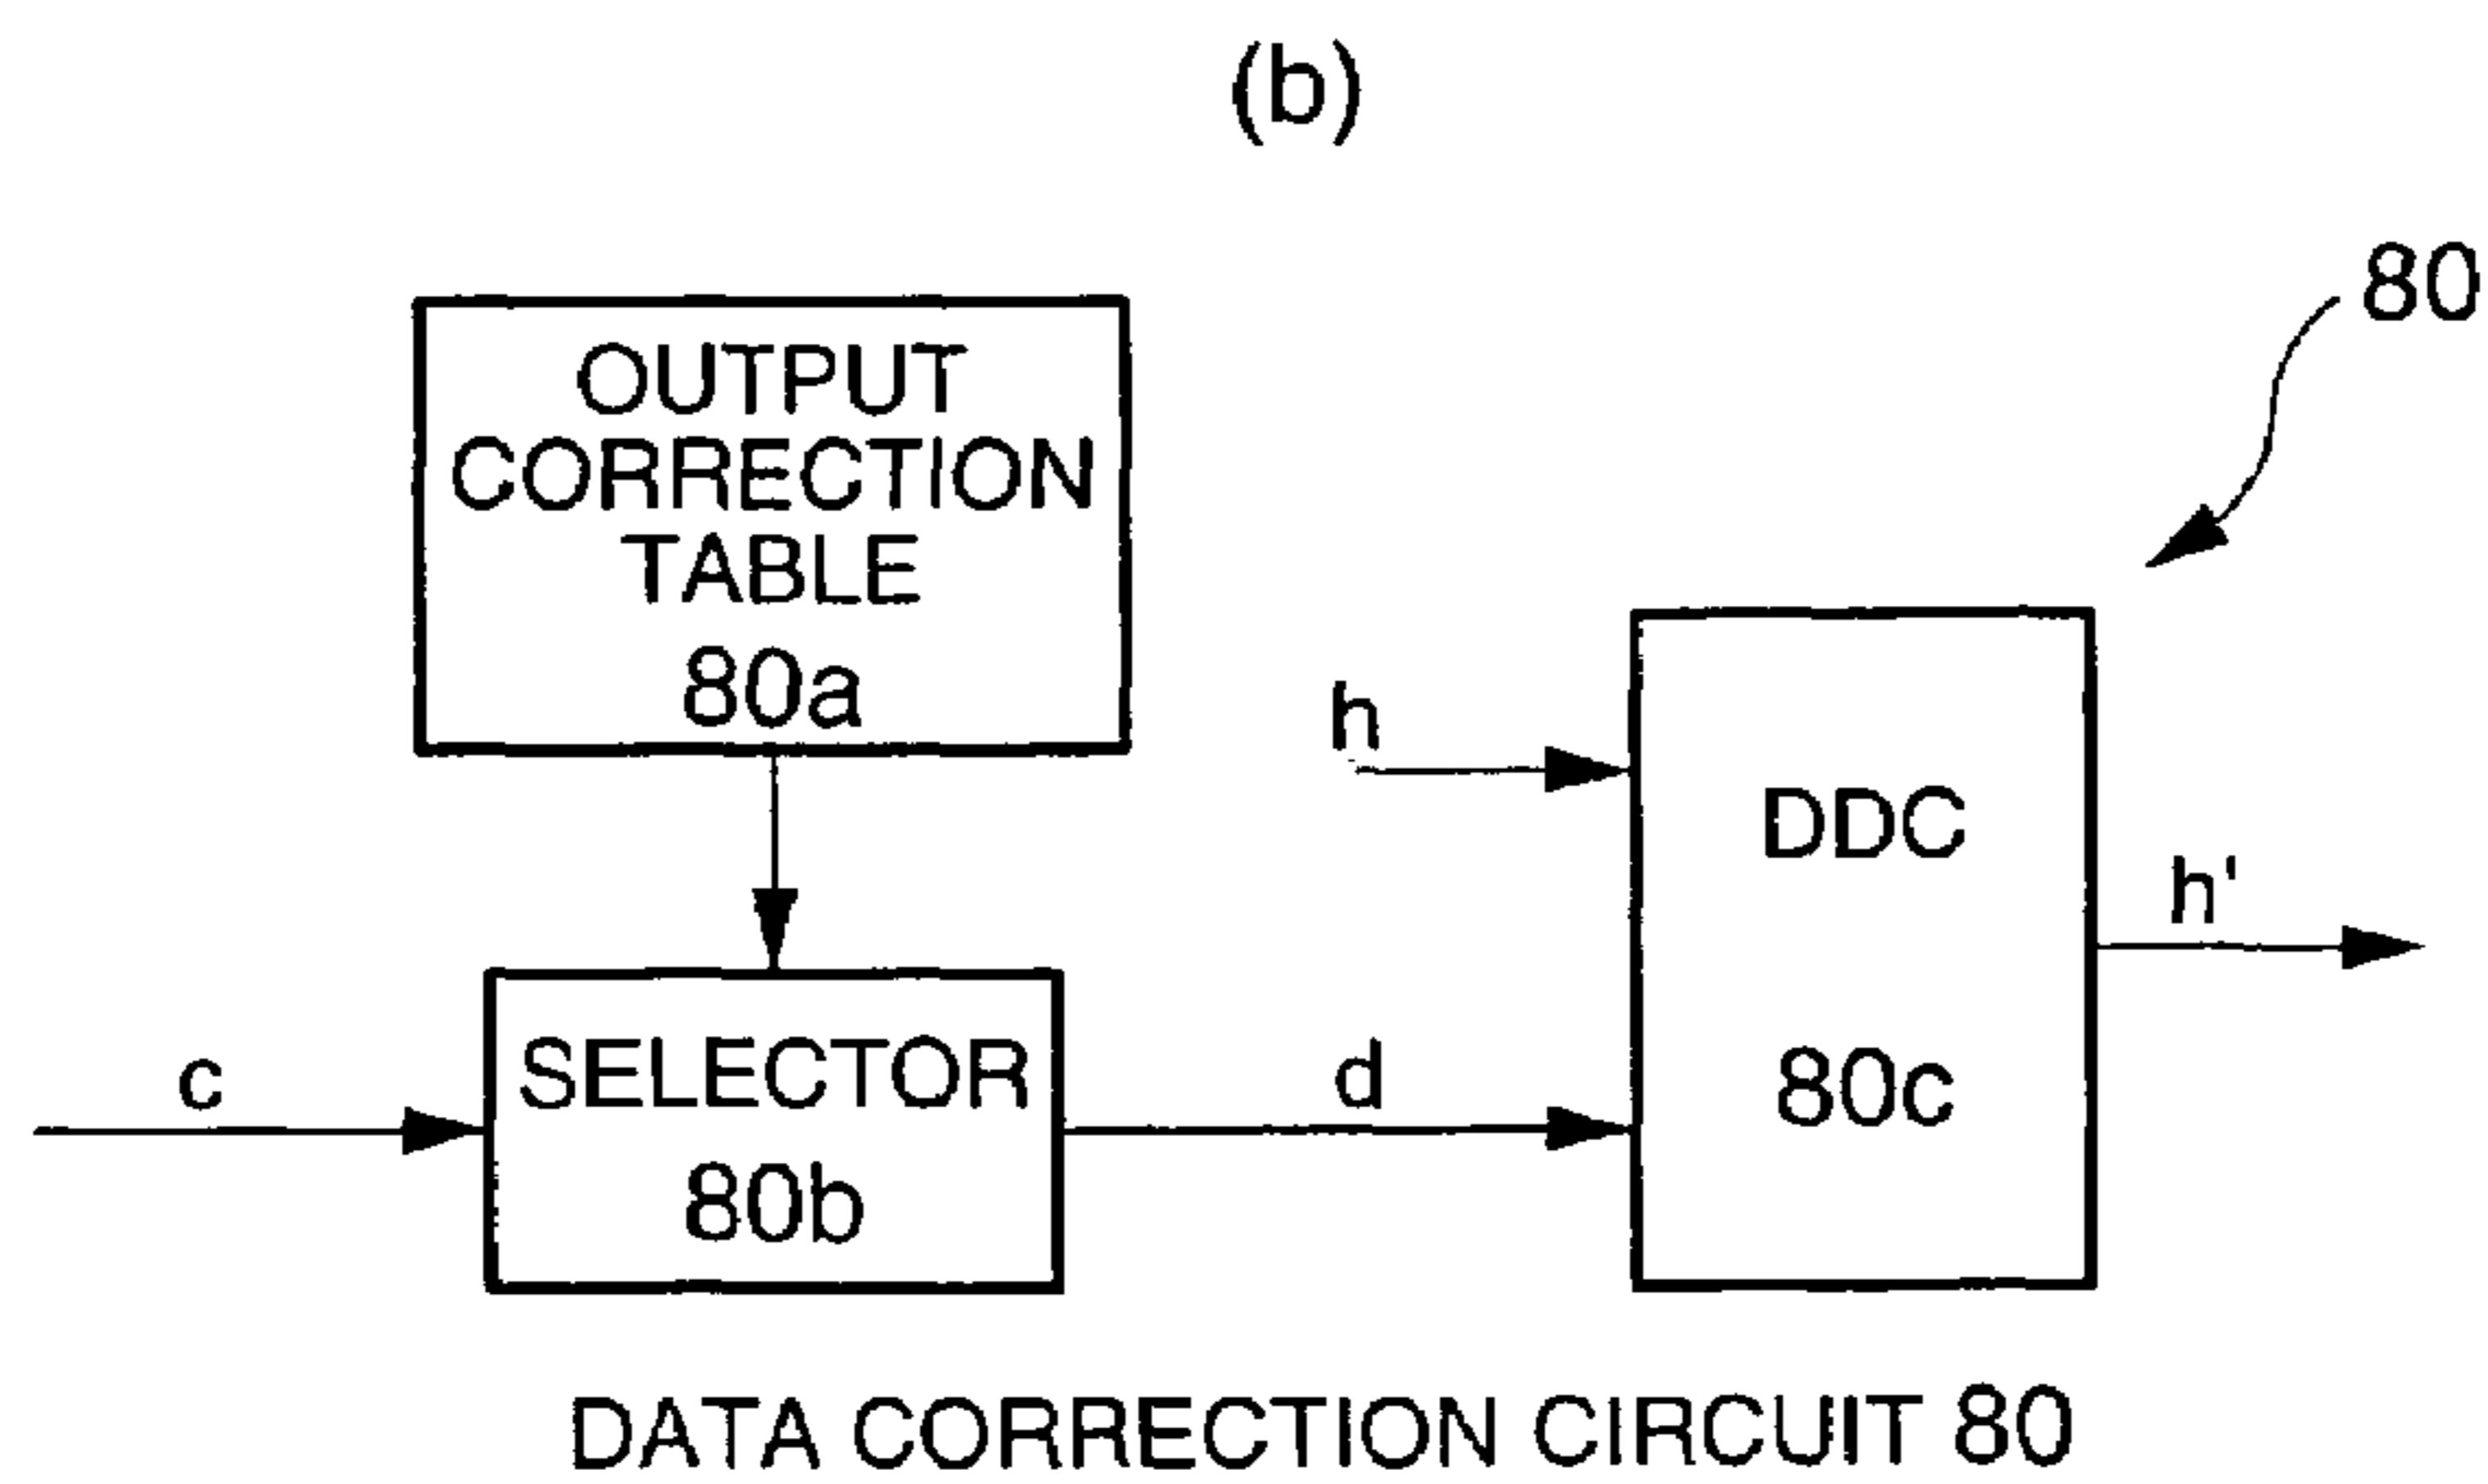 (b)
80
OUTPUT
CORRECTION
TABLE
80a
h
DDC
h'
c
SELECTOR
d
80c
80b
DATA CORRECTION CIRCUIT 80